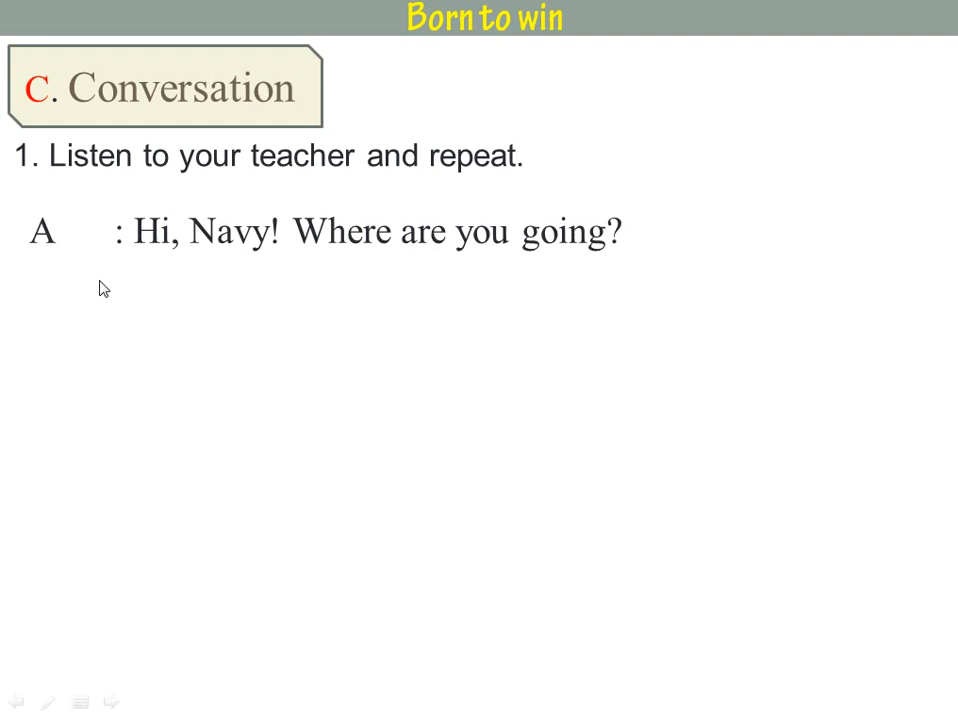 Born to win
C. Conversation
1. Listen to your teacher and repeat.
A : Hi, Navy! Where are you going?